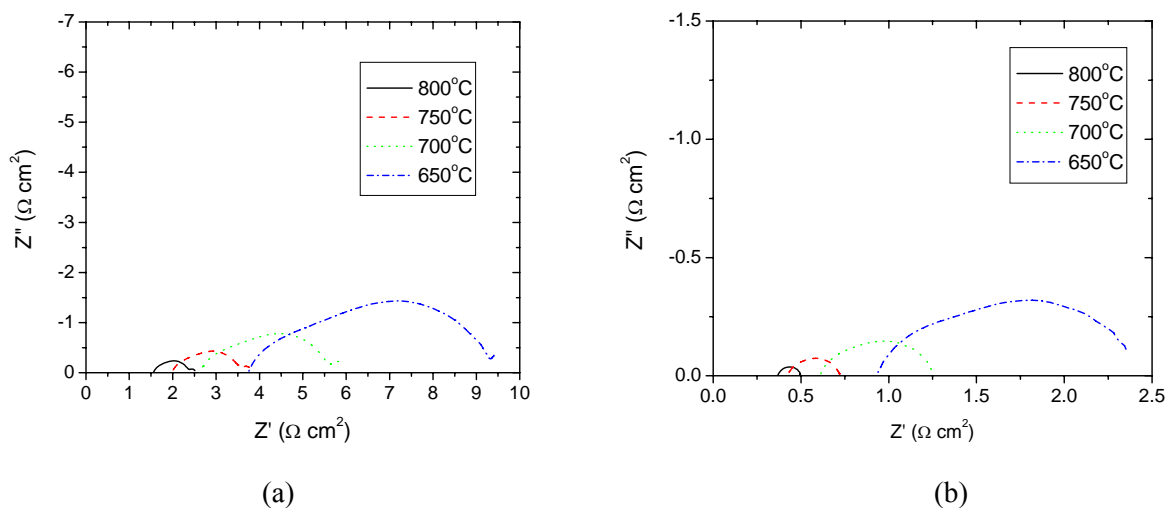 -7
-6
-5
-4
-3
-2
-1
0
0 1 2 3 4 5 6 7 8 9 10
Z" (Ω cm²)
Z' (Ω cm²)
800°C
750°C
700°C
650°C
(a)
-1.5
-1.0
-0.5
0.0
0.0 0.5 1.0 1.5 2.0 2.5
Z" (Ω cm²)
Z' (Ω cm²)
800°C
750°C
700°C
650°C
(b)